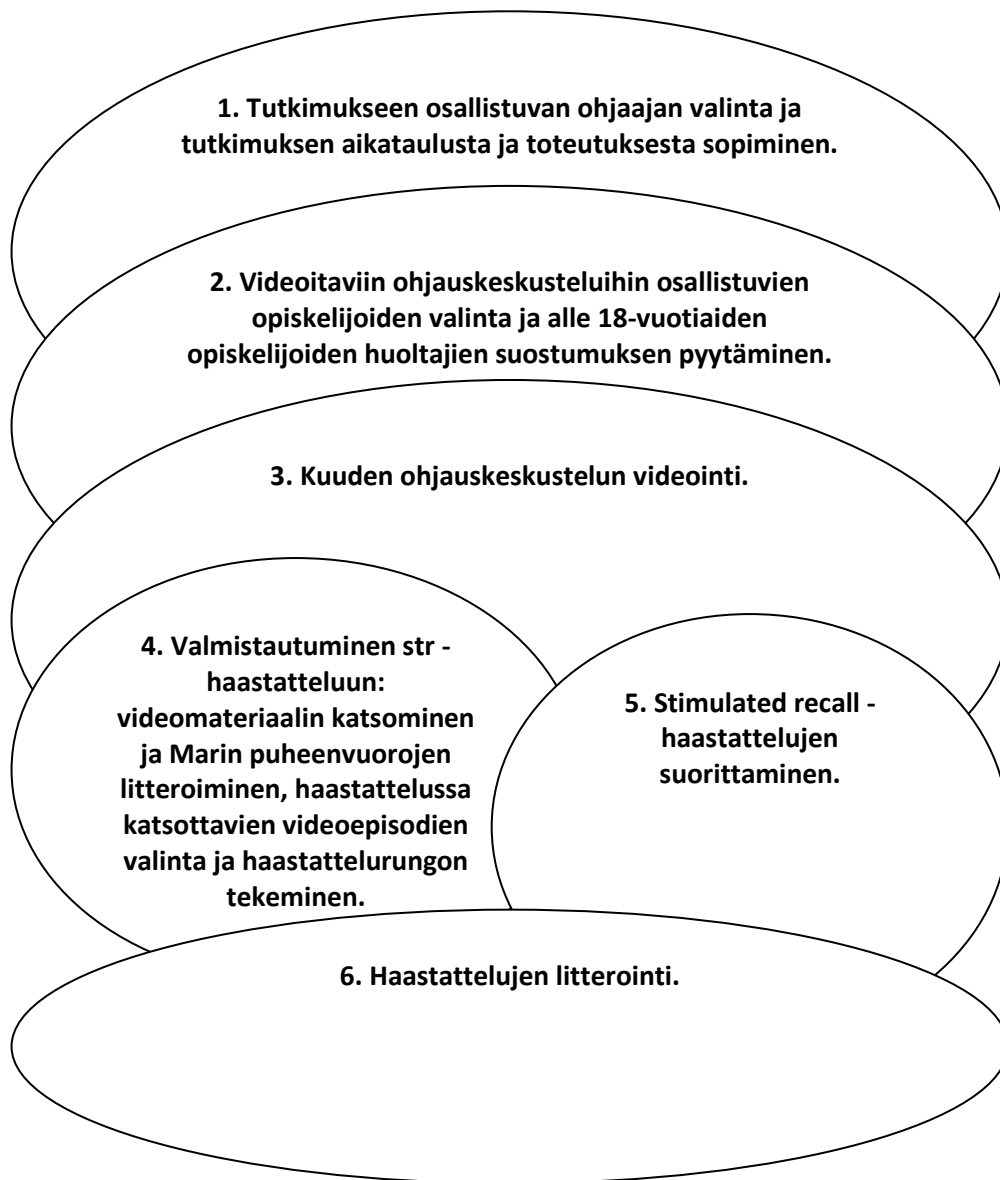 1. Tutkimukseen osallistuvan ohjaajan valinta ja
tutkimuksen aikataulusta ja toteutuksesta sopiminen.
2. Videoitaviin ohjauskeskusteluihin osallistuvien
opiskelijoiden valinta ja alle 18-vuotiaiden
opiskelijoiden huoltajien suostumuksen pyytäminen.
3. Kuuden ohjauskeskustelun videointi.
4. Valmistautuminen str -
haastatteluun:
videomateriaalin katsominen
ja Marin puheenvuorojen
litteroiminen, haastattelussa
katsottavien videoepisodien
valinta ja haastattelurungon
tekeminen.
5. Stimulated recall -
haastattelujen
suorittaminen.
6. Haastattelujen litterointi.